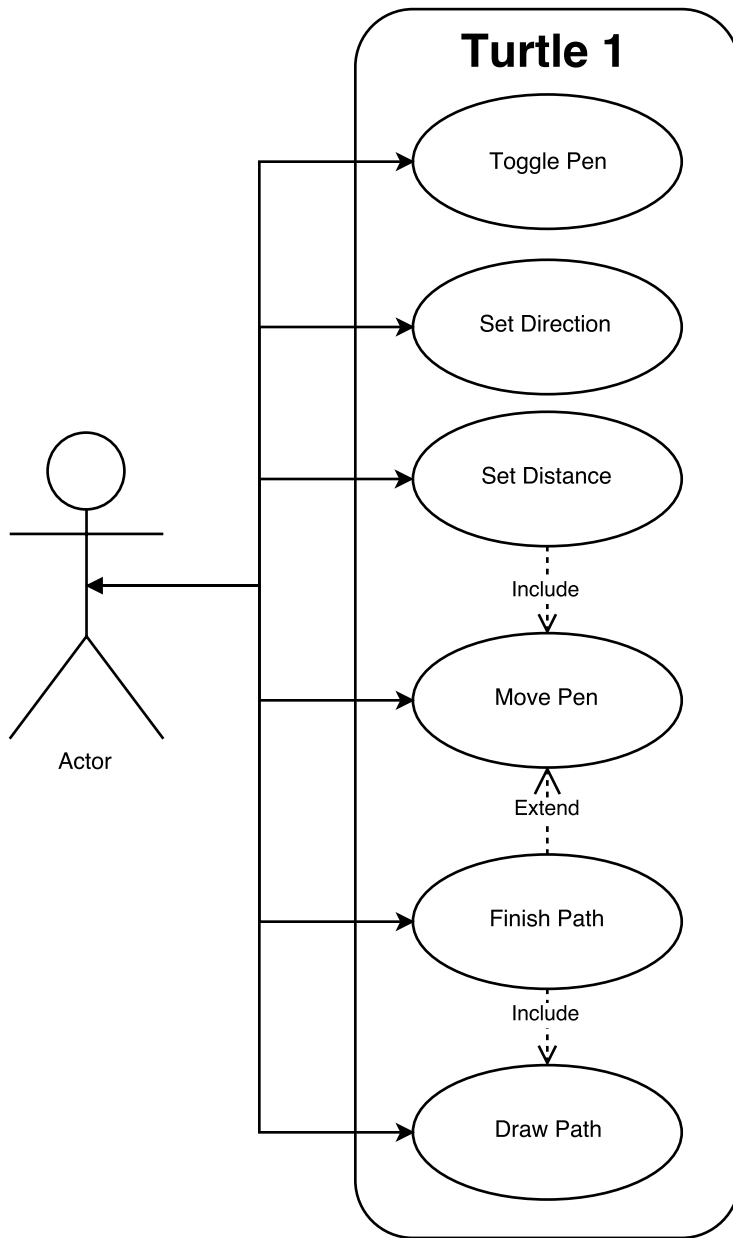 Turtle 1
Toggle Pen
Set Direction
Set Distance
Include
Move Pen
Actor
Extend
Finish Path
Include
Draw Path